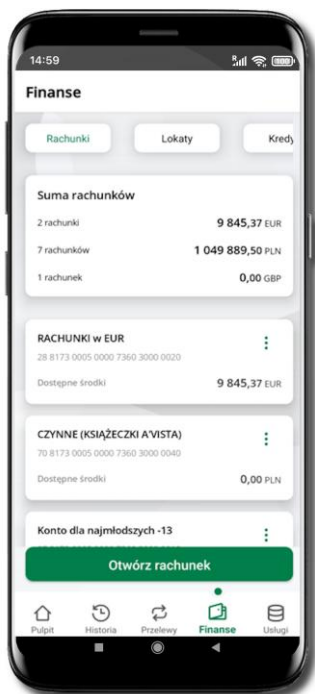 14:59
Finanse
Rachunki Lokaty Kredy
Suma rachunków
2 rachunki 9 845,37 EUR
7 rachunków 1 049 889,50 PLN
1 rachunek 0,00 GBP
RACHUNKI w EUR
28 8173 0005 0000 7360 3000 0020
Dostępne środki 9 845,37 EUR
CZYNNE (KSIĄŻECZKI A'VISTA)
70 8173 0005 0000 7360 3000 0040
Dostępne środki 0,00 PLN
Konto dla najmłodszych -13
Otwórz rachunek
Pulpit Historia Przelewy Finanse Usługi